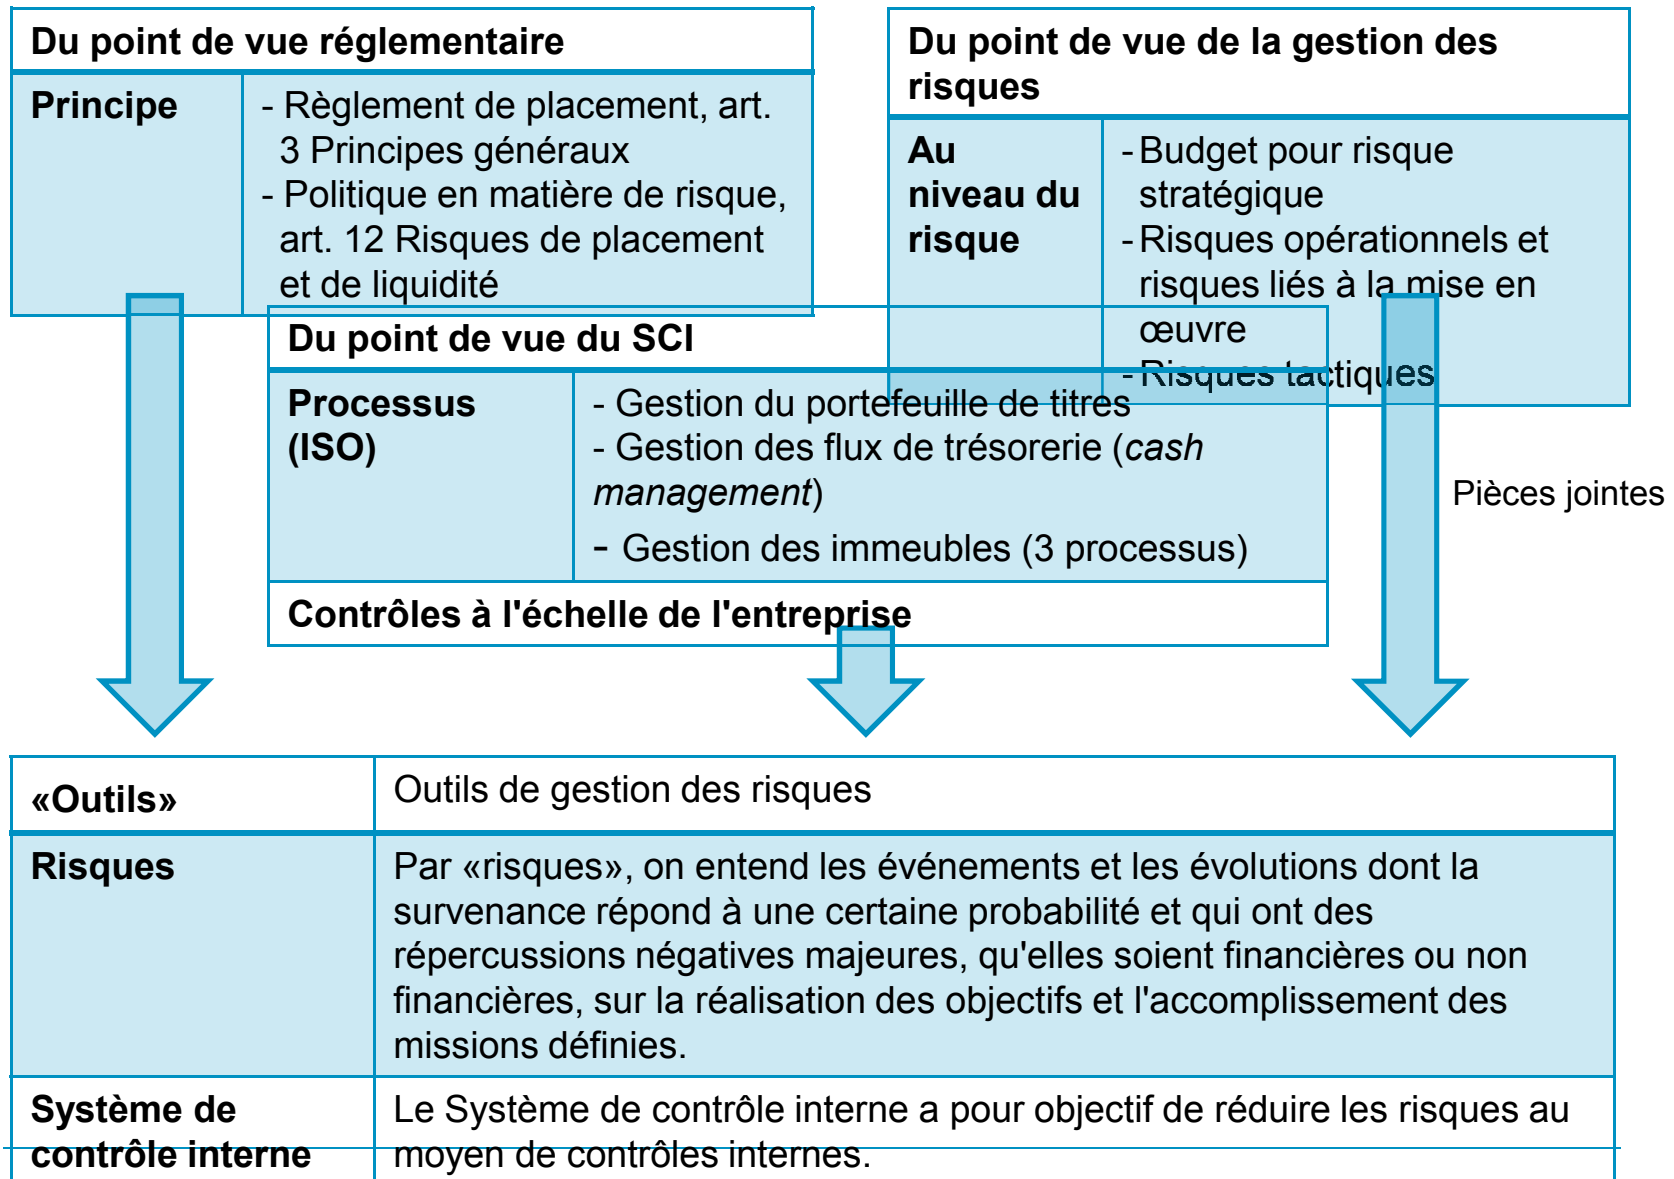 Du point de vue réglementaire
Principe
- Règlement de placement, art.
3 Principes généraux
- Politique en matière de risque,
art. 12 Risques de placement
et de liquidité
Du point de vue de la gestion des
risques
Au
niveau du
risque
- Budget pour risque
stratégique
- Risques opérationnels et
risques liés à la mise en
œuvre
- Risques tactiques
Du point de vue du SCI
Processus
(ISO)
- Gestion du portefeuille de titres
- Gestion des flux de trésorerie (cash
management)
- Gestion des immeubles (3 processus)
Contrôles à l'échelle de l'entreprise
Pièces jointes
«Outils»
Outils de gestion des risques
Risques
Par «risques», on entend les événements et les évolutions dont la
survenance répond à une certaine probabilité et qui ont des
répercussions négatives majeures, qu'elles soient financières ou non
financières, sur la réalisation des objectifs et l'accomplissement des
missions définies.
Système de
contrôle interne
Le Système de contrôle interne a pour objectif de réduire les risques au
moyen de contrôles internes.